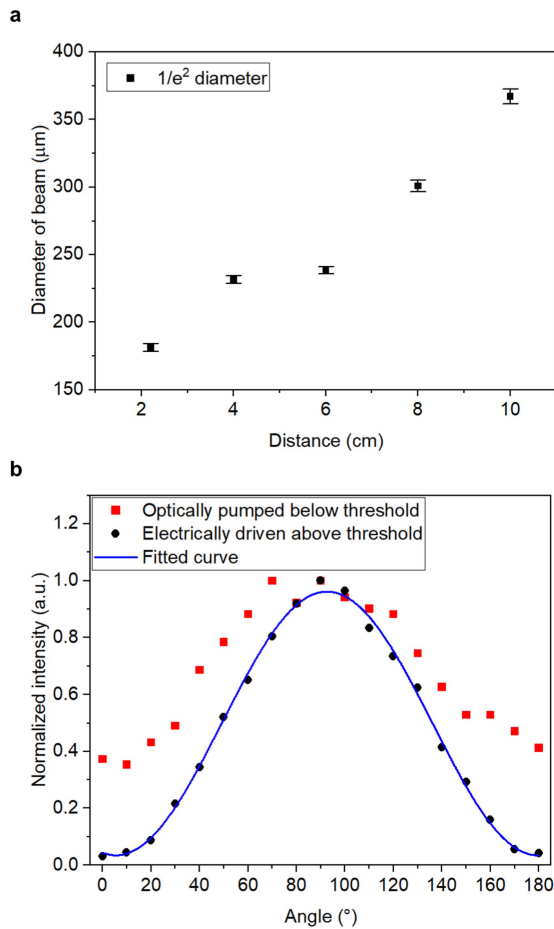 a
400
350
300
250
200
150
Diameter of beam (μm)
1/e² diameter
2 4 6 8 10
Distance (cm)
b
1.2
1.0
0.8
0.6
0.4
0.2
0.0
Normalized intensity (a.u.)
Optically pumped below threshold
Electrically driven above threshold
Fitted curve
0 20 40 60 80 100 120 140 160 180
Angle (°)